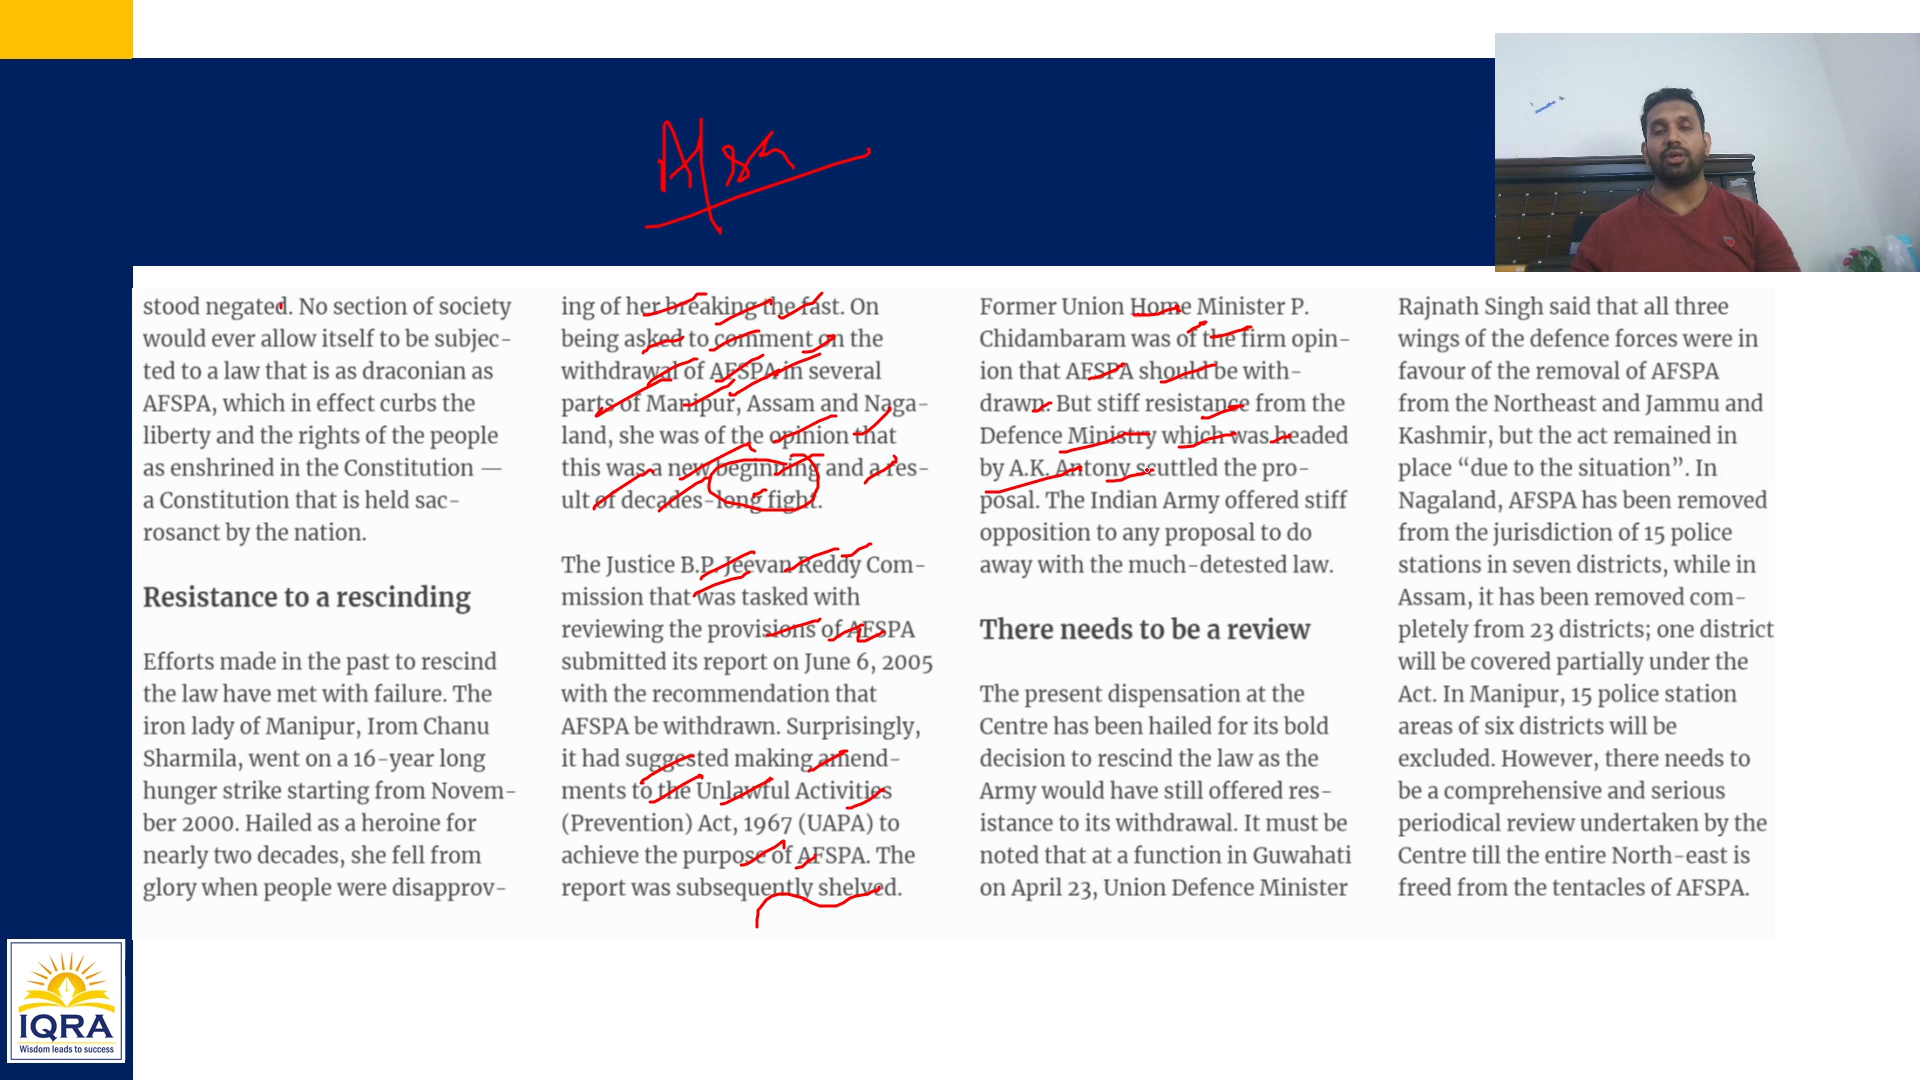 Afsa
stood negated. No section of society
would ever allow itself to be subjec-
ted to a law that is as draconian as
AFSPA, which in effect curbs the
liberty and the rights of the people
as enshrined in the Constitution —
a Constitution that is held sac-
rosanct by the nation.
Resistance to a rescinding
Efforts made in the past to rescind
the law have met with failure. The
iron lady of Manipur, Irom Chanu
Sharmila, went on a 16-year long
hunger strike starting from Novem-
ber 2000. Hailed as a heroine for
nearly two decades, she fell from
glory when people were disapprov-
ing of her breaking the fast. On
being asked to comment on the
withdrawal of AFSPA in several
parts of Manipur, Assam and Naga-
land, she was of the opinion that
this was a new beginning and a res-
ult of decades-long fight.
The Justice B.P. Jeevan Reddy Com-
mission that was tasked with
reviewing the provisions of AFSPA
submitted its report on June 6, 2005
with the recommendation that
AFSPA be withdrawn. Surprisingly,
it had suggested making amend-
ments to the Unlawful Activities
(Prevention) Act, 1967 (UAPA) to
achieve the purpose of AFSPA. The
report was subsequently shelved.
Former Union Home Minister P.
Chidambaram was of the firm opin-
ion that AFSPA should be with-
drawn. But stiff resistance from the
Defence Ministry which was headed
by A.K. Antony scuttled the pro-
posal. The Indian Army offered stiff
opposition to any proposal to do
away with the much-detested law.
There needs to be a review
The present dispensation at the
Centre has been hailed for its bold
decision to rescind the law as the
Army would have still offered res-
istance to its withdrawal. It must be
noted that at a function in Guwahati
on April 23, Union Defence Minister
Rajnath Singh said that all three
wings of the defence forces were in
favour of the removal of AFSPA
from the Northeast and Jammu and
Kashmir, but the act remained in
place “due to the situation”. In
Nagaland, AFSPA has been removed
from the jurisdiction of 15 police
stations in seven districts, while in
Assam, it has been removed com-
pletely from 23 districts; one district
will be covered partially under the
Act. In Manipur, 15 police station
areas of six districts will be
excluded. However, there needs to
be a comprehensive and serious
periodical review undertaken by the
Centre till the entire North-east is
freed from the tentacles of AFSPA.
IQRA
Wisdom leads to success